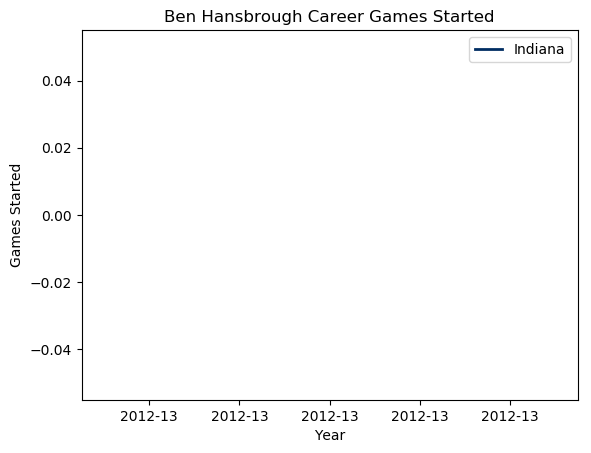 Ben Hansbrough Career Games Started
Indiana
0.04
0.02
0.00
−0.02
−0.04
Games Started
2012-13 2012-13 2012-13 2012-13 2012-13
Year